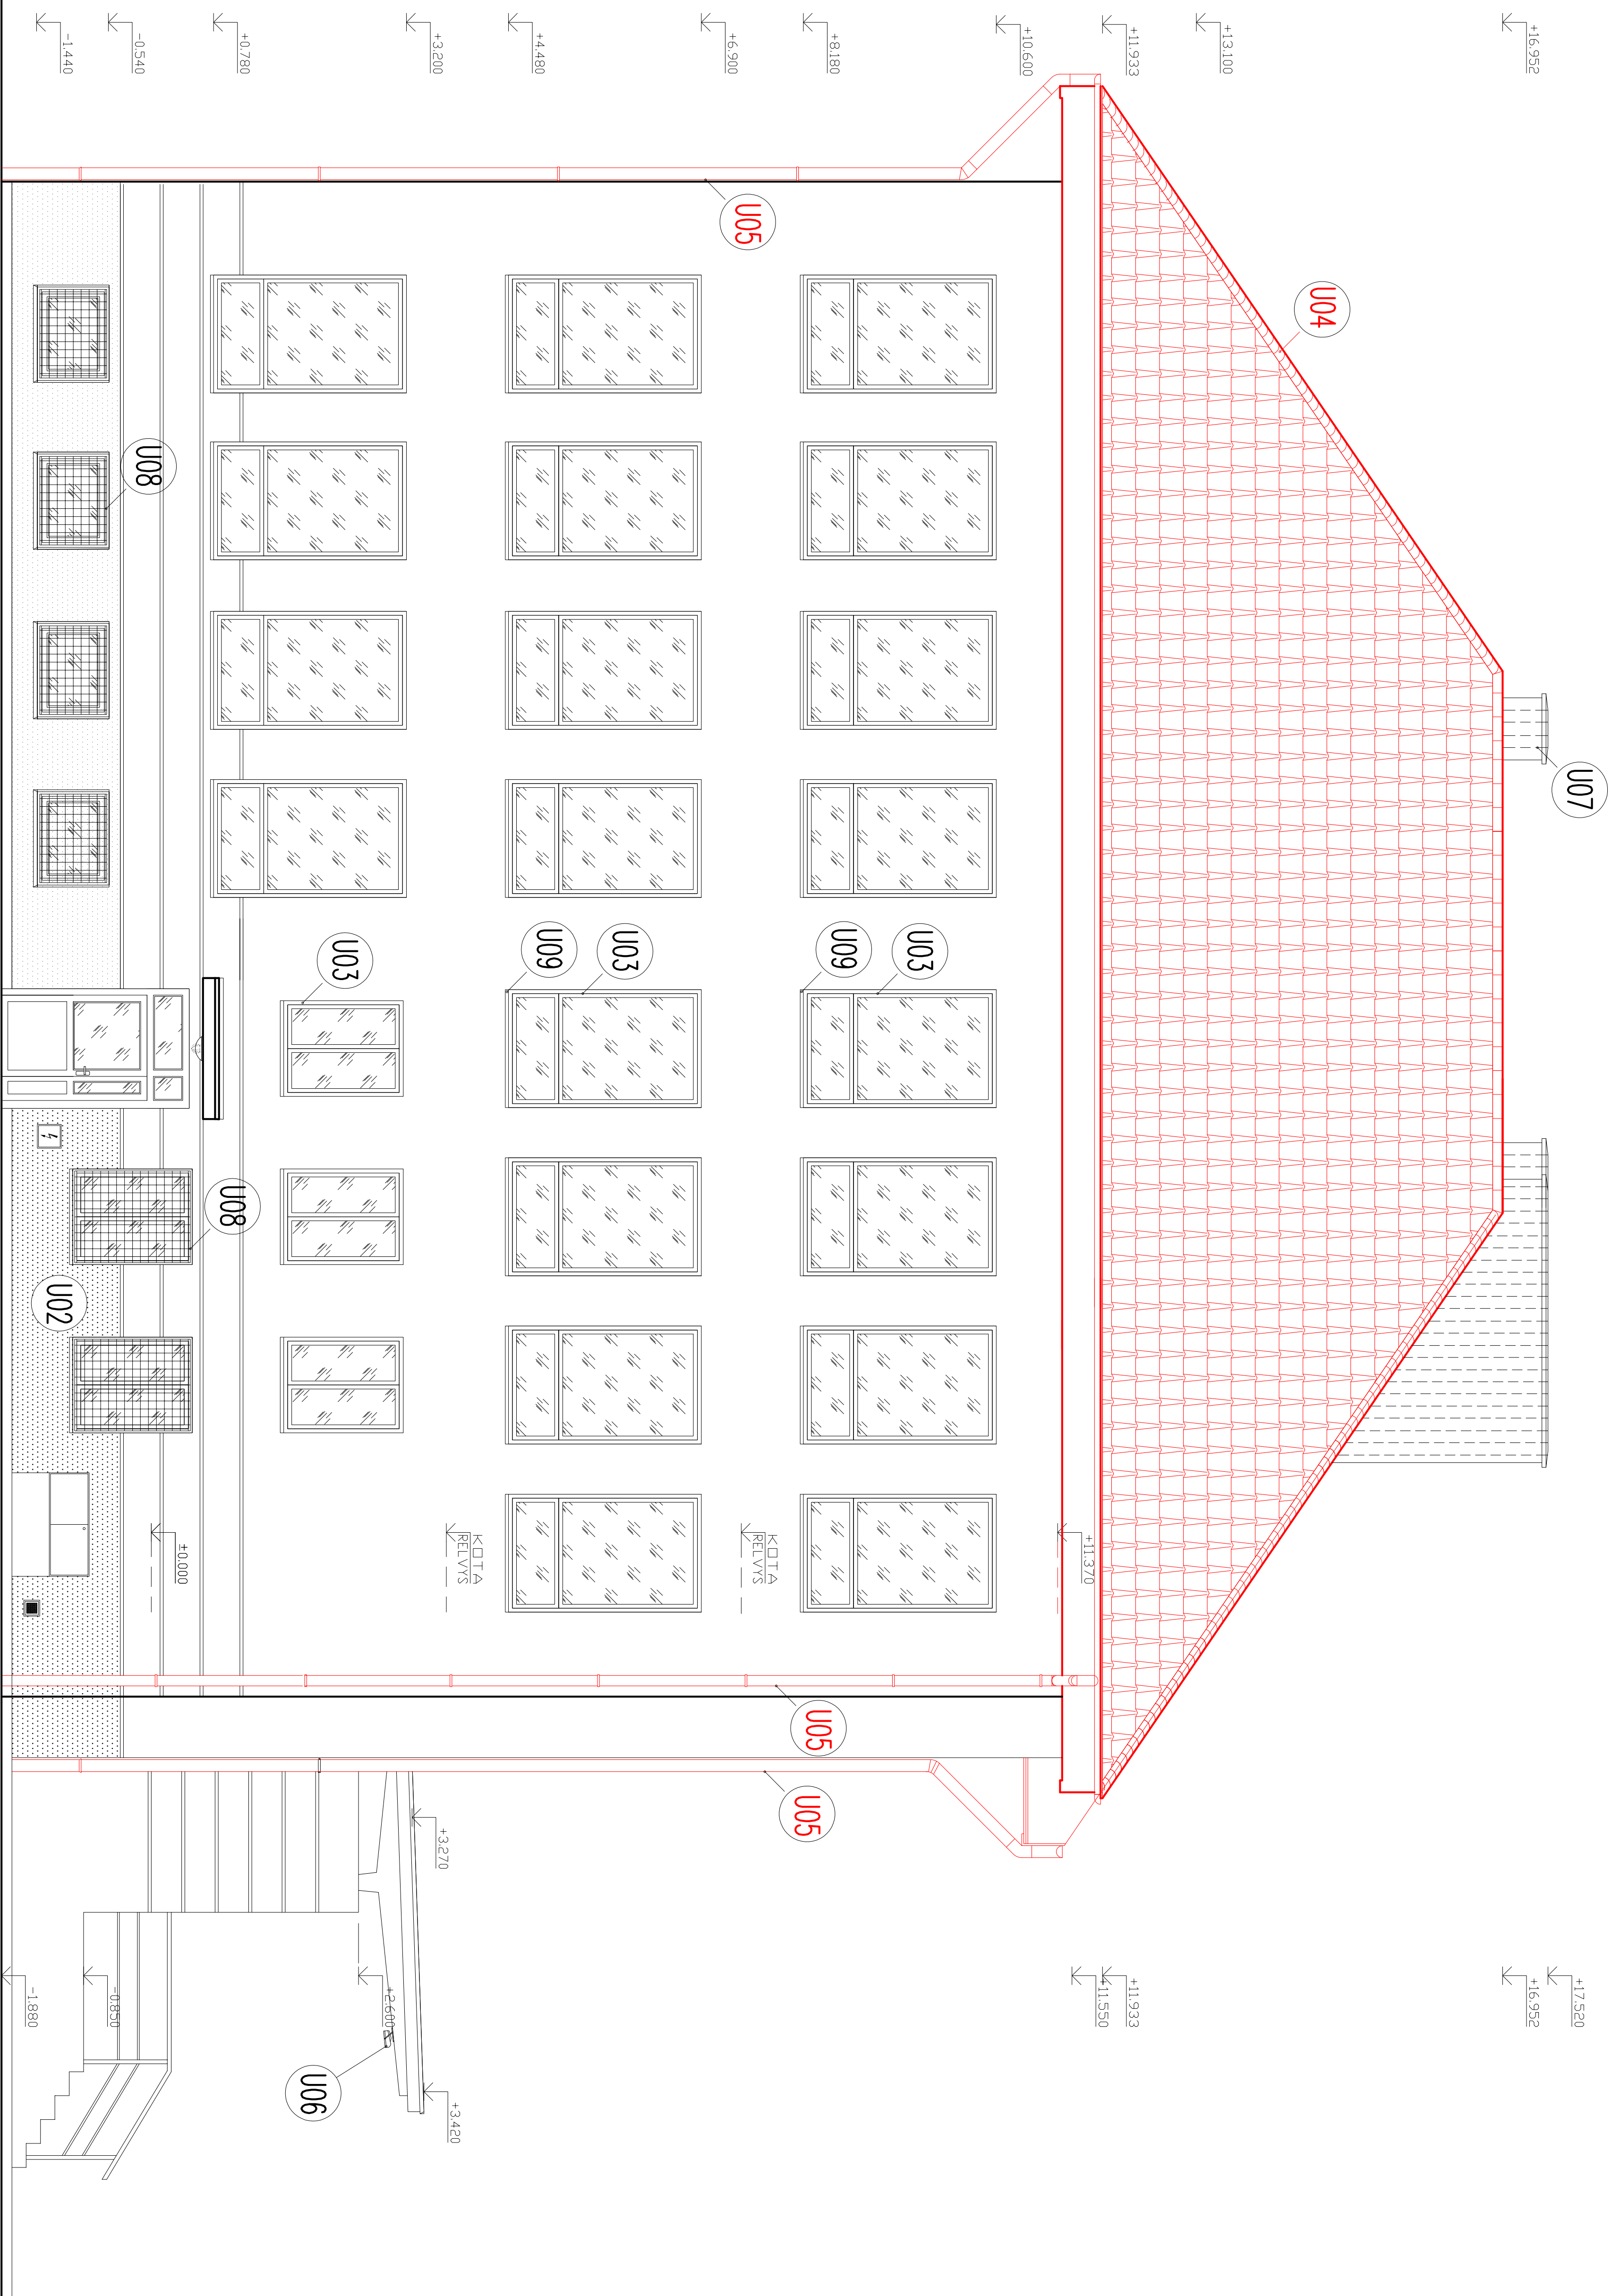 +16.952
+13.100
+11.933
+10.600
+8.180
+6.900
+4.480
+3.200
+0.780
-0.540
-1.440
U07
U04
U05
U08
U03
U09
U03
U09
U03
U08
U02
+11.370
KOTA
RELVYS
KOTA
RELVYS
±0.000
U05
U05
+3.270
+17.520
+16.952
+11.933
+11.550
+2.600
-0.850
-1.880
U06
+3.420